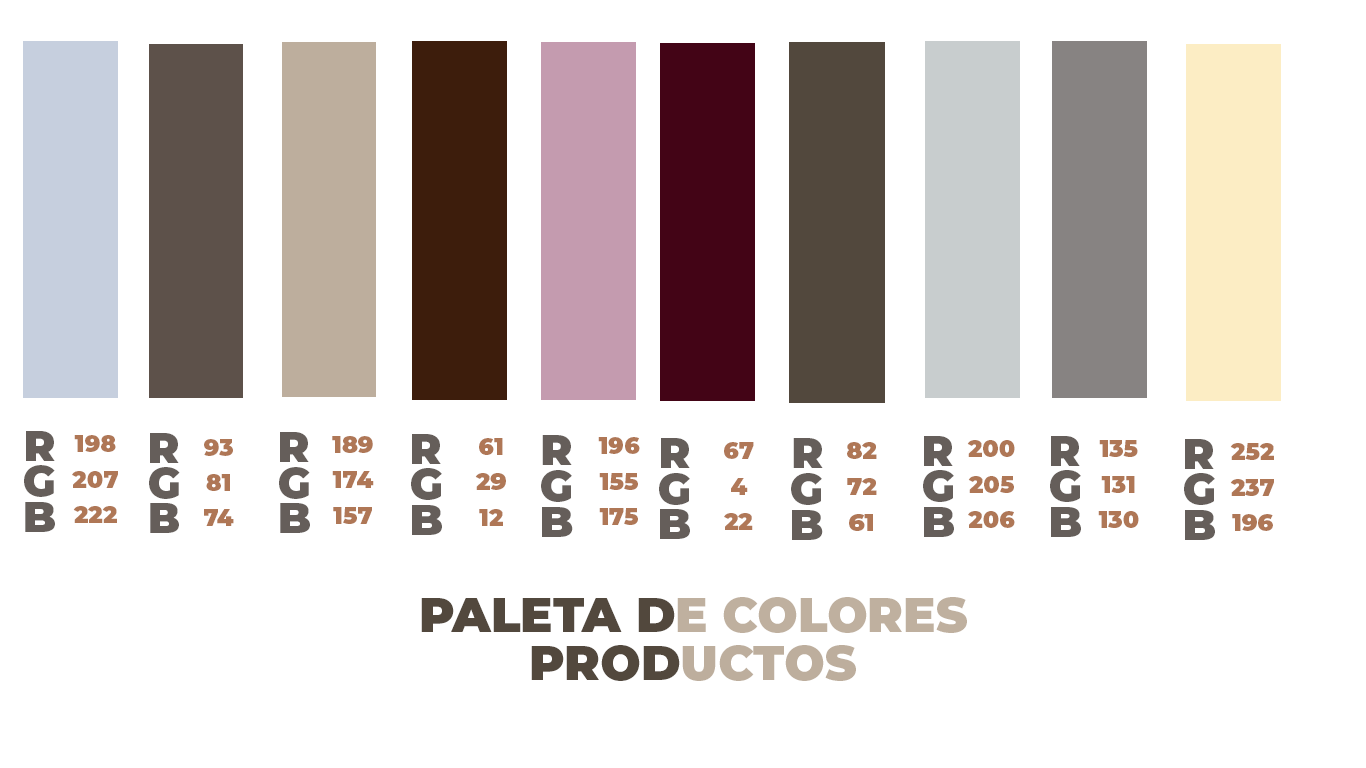 R 198
G 207
B 222
R 93
G 81
B 74
R 189
G 174
B 157
R 61
G 29
B 12
R 196
G 155
B 175
R 67
G 4
B 22
R 82
G 72
B 61
R 200
G 205
B 206
R 135
G 131
B 130
R 252
G 237
B 196
PALETA DE COLORES
PRODUCTOS